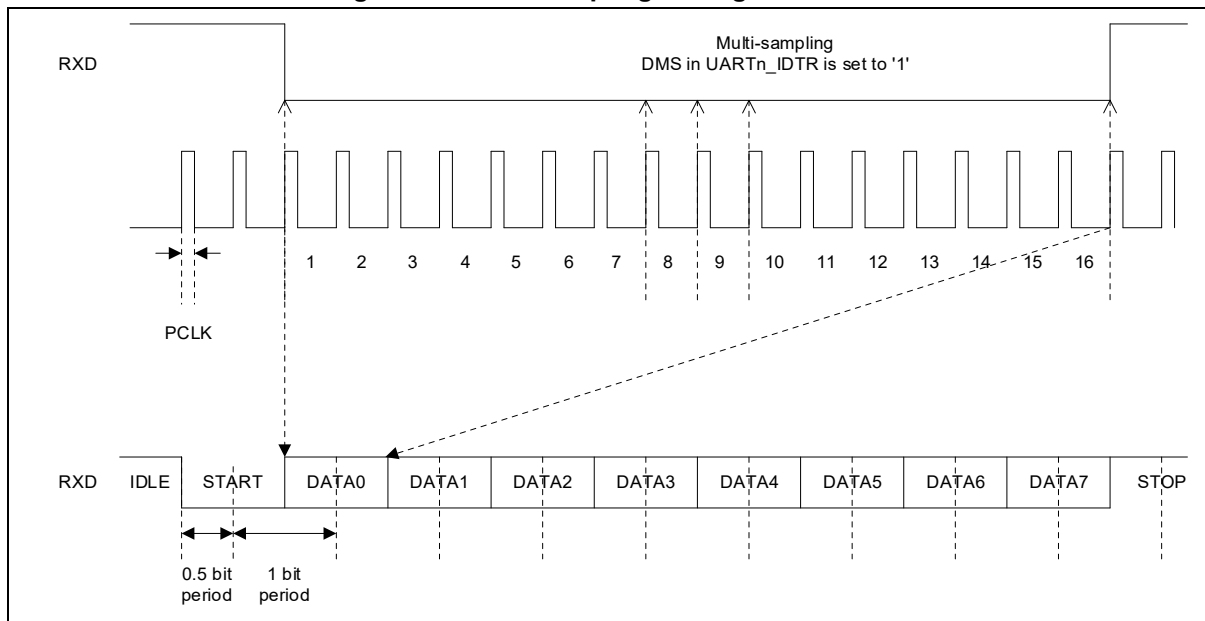 Multi-sampling
RXD
DMS in UARTn_IDTR is set to '1'
1 2 3 4 5 6 7 8 9 10 11 12 13 14 15 16
PCLK
RXD IDLE START DATA0 DATA1 DATA2 DATA3 DATA4 DATA5 DATA6 DATA7 STOP
0.5 bit 1 bit
period period